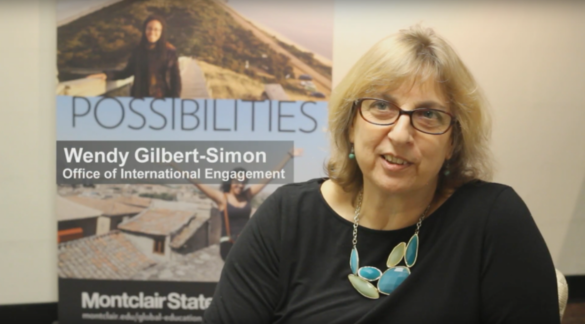 POSSIBILITIES
Wendy Gilbert-Simon
Office of International Engagement
Montclair State
montclair.edu/global-education